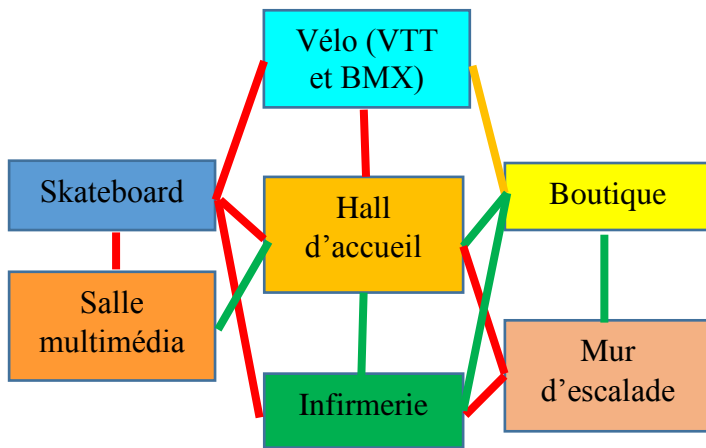 Vélo (VTT
et BMX)
Skateboard
Hall
d’accueil
Boutique
Salle
multimédia
Mur
d’escalade
Infirmerie